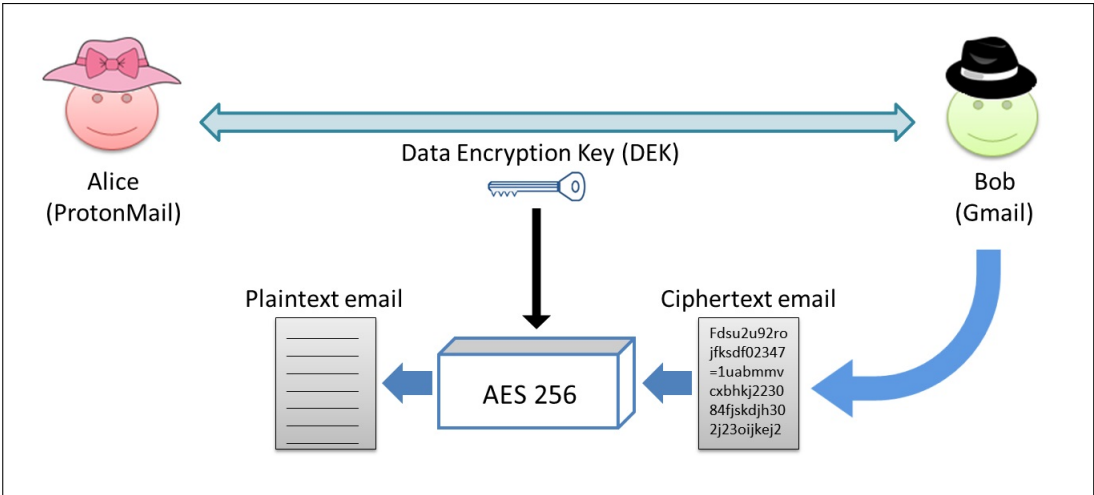 Data Encryption Key (DEK)
Alice
(ProtonMail)
Bob
(Gmail)
Plaintext email
Ciphertext email
AES 256
Fdsu2u92ro
jfksdf02347
=1uabmmv
cxbhkj2230
84fjskdjh30
2j23oijkej2